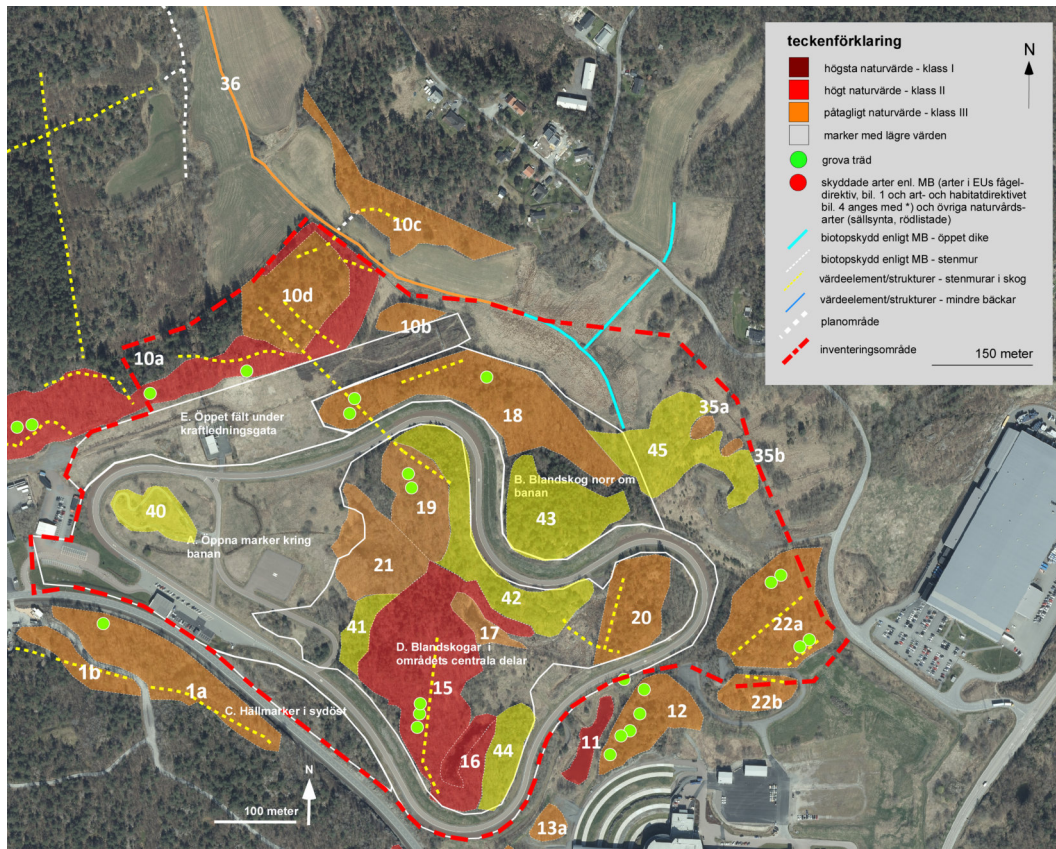 teckenförklaring
N
högsta naturvärde - klass I
högt naturvärde - klass II
påtagligt naturvärde - klass III
marker med lägre värden
grova träd
skyddade arter enl. MB (arter i EUs fågel-
direktiv, bil. 1 och art- och habitatdirektivet
bil. 4 anges med *) och övriga naturvårds-
arter (sällsynta, rödlistade)
biotopskydd enligt MB - öppet dike
biotopskydd enligt MB - stenmur
värdeelement/strukturer - stenmurar i skog
värdeelement/strukturer - mindre bäckar
planområde
inventeringsområde
150 meter
36
10c
10d
10b
10a
E. Öppet fält under
kraftledningsgata
18
35a
45
35b
B. Blandskog norr om
banan
43
19
40
A. Öppna marker kring
banan
21
42
41
17
20
22a
D. Blandskogar i
områdets centrala delar
15
1b
1a
C. Hällmarker i sydöst
22b
12
11
16
44
N
100 meter
13a